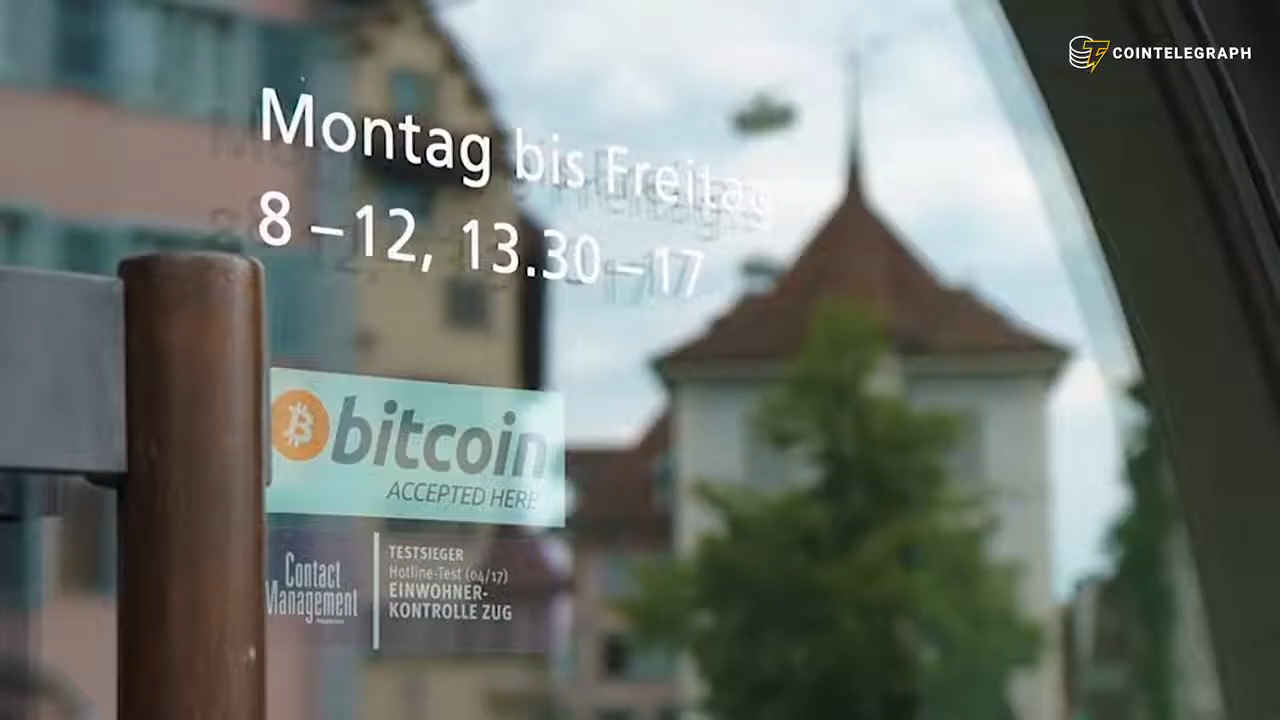 COINTELEGRAPH
Montag bis Freitag
8 – 12, 13.30 – 17
bitcoin
ACCEPTED HERE
Contact
Management
TESTSIEGER
Hotline-Test (04/17)
EINWOHNER-
KONTROLLE ZUG